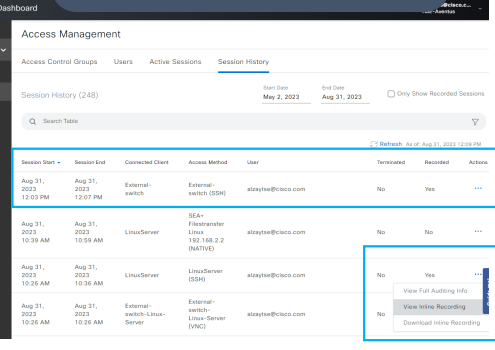 Dashboard
@cisco.c...
-Aventus
Access Management
Access Control Groups Users Active Sessions Session History
Session History (248)
Start Date
May 2, 2023
End Date
Aug 31, 2023
Only Show Recorded Sessions
Search Table
Refresh As of: Aug 31, 2023 12:09 PM
Session Start Session End Connected Client Access Method User Terminated Recorded Actions
Aug 31, 2023 12:03 PM Aug 31, 2023 12:07 PM External-switch External-switch (SSH) alzaytse@cisco.com No Yes ...
Aug 31, 2023 10:39 AM Aug 31, 2023 10:59 AM LinuxServer SEA+ Filestransfer Linux 192.168.2.2 (NATIVE) alzaytse@cisco.com No No ...
Aug 31, 2023 10:26 AM Aug 31, 2023 10:36 AM LinuxServer LinuxServer (SSH) alzaytse@cisco.com No Yes ...
Aug 31, 2023 10:26 AM Aug 31, 2023 10:26 AM External-switch-Linux-Server External-switch-Linux-Server (VNC) alzaytse@cisco.com No
View Full Auditing Info
View Inline Recording
Download Inline Recording